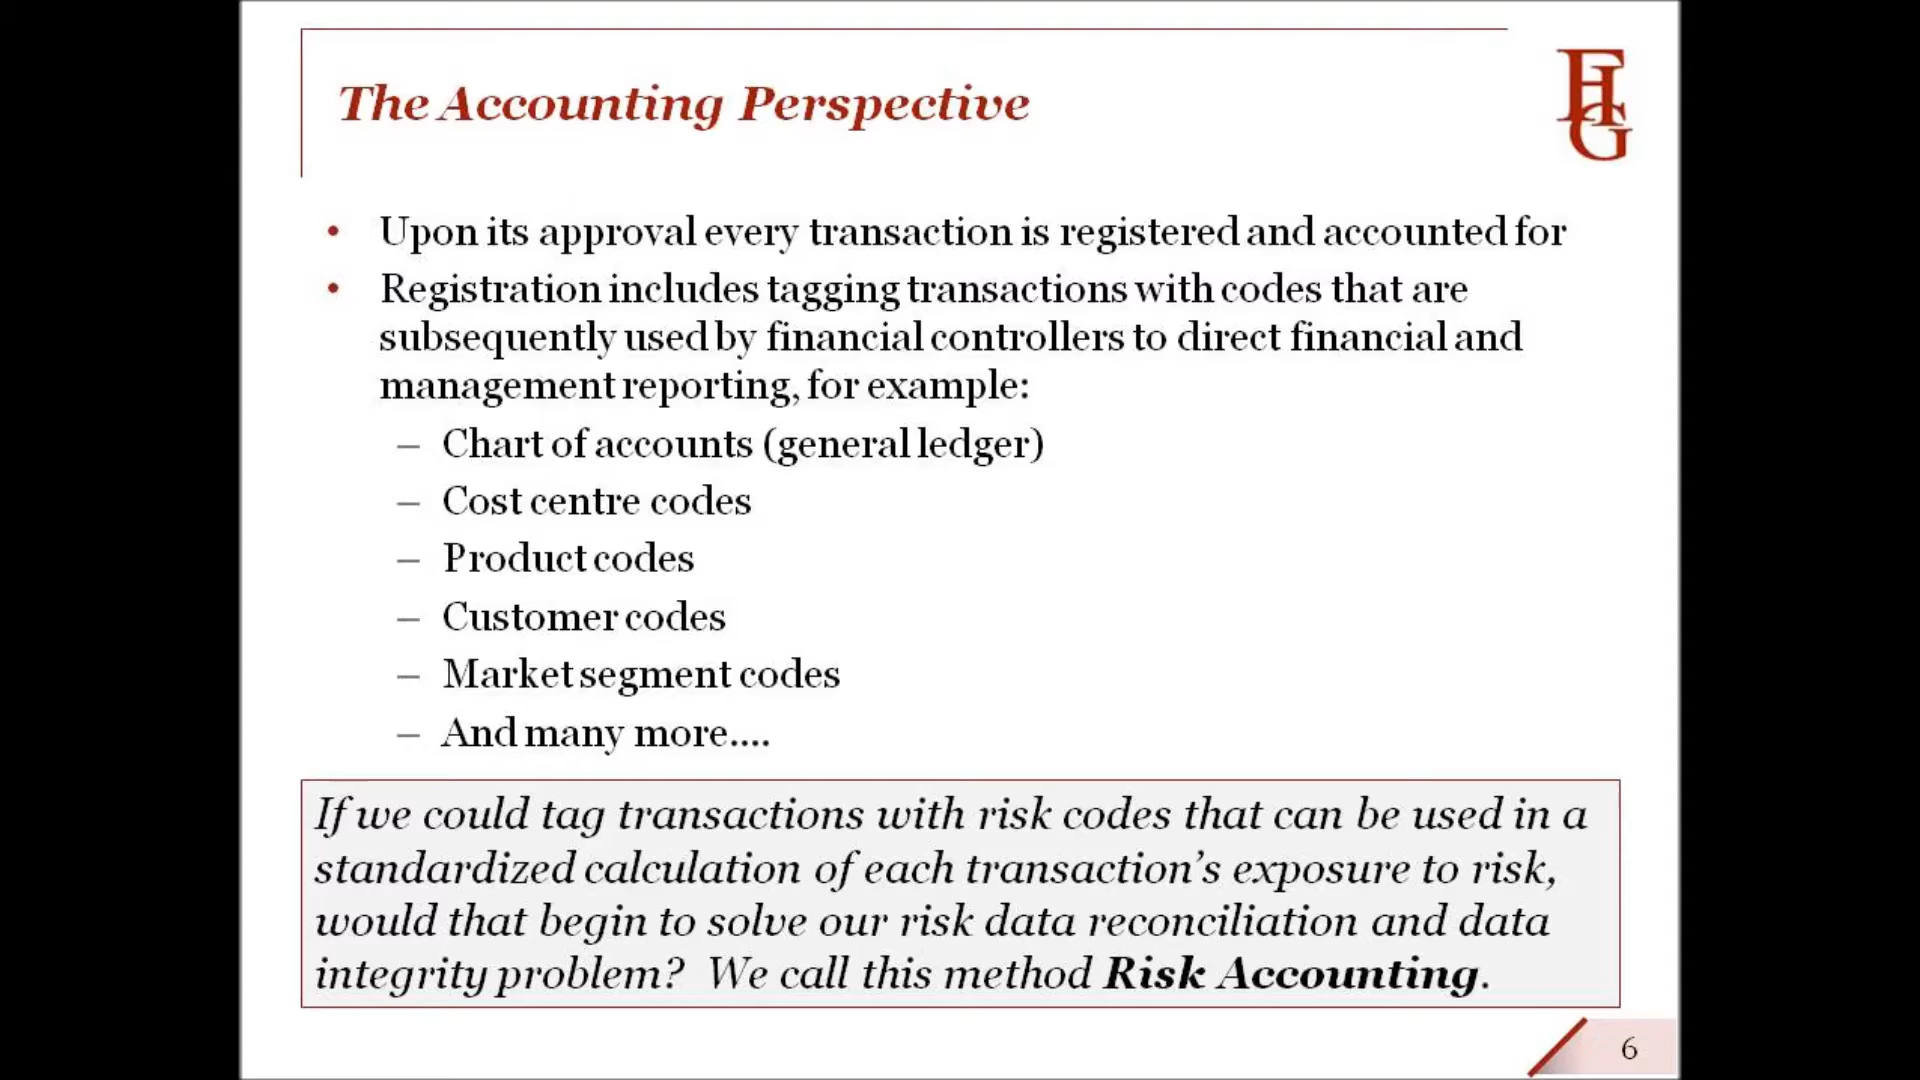 The Accounting Perspective
FHG
• Upon its approval every transaction is registered and accounted for
• Registration includes tagging transactions with codes that are
subsequently used by financial controllers to direct financial and
management reporting, for example:
– Chart of accounts (general ledger)
– Cost centre codes
– Product codes
– Customer codes
– Market segment codes
– And many more....
If we could tag transactions with risk codes that can be used in a
standardized calculation of each transaction’s exposure to risk,
would that begin to solve our risk data reconciliation and data
integrity problem? We call this method Risk Accounting.
6